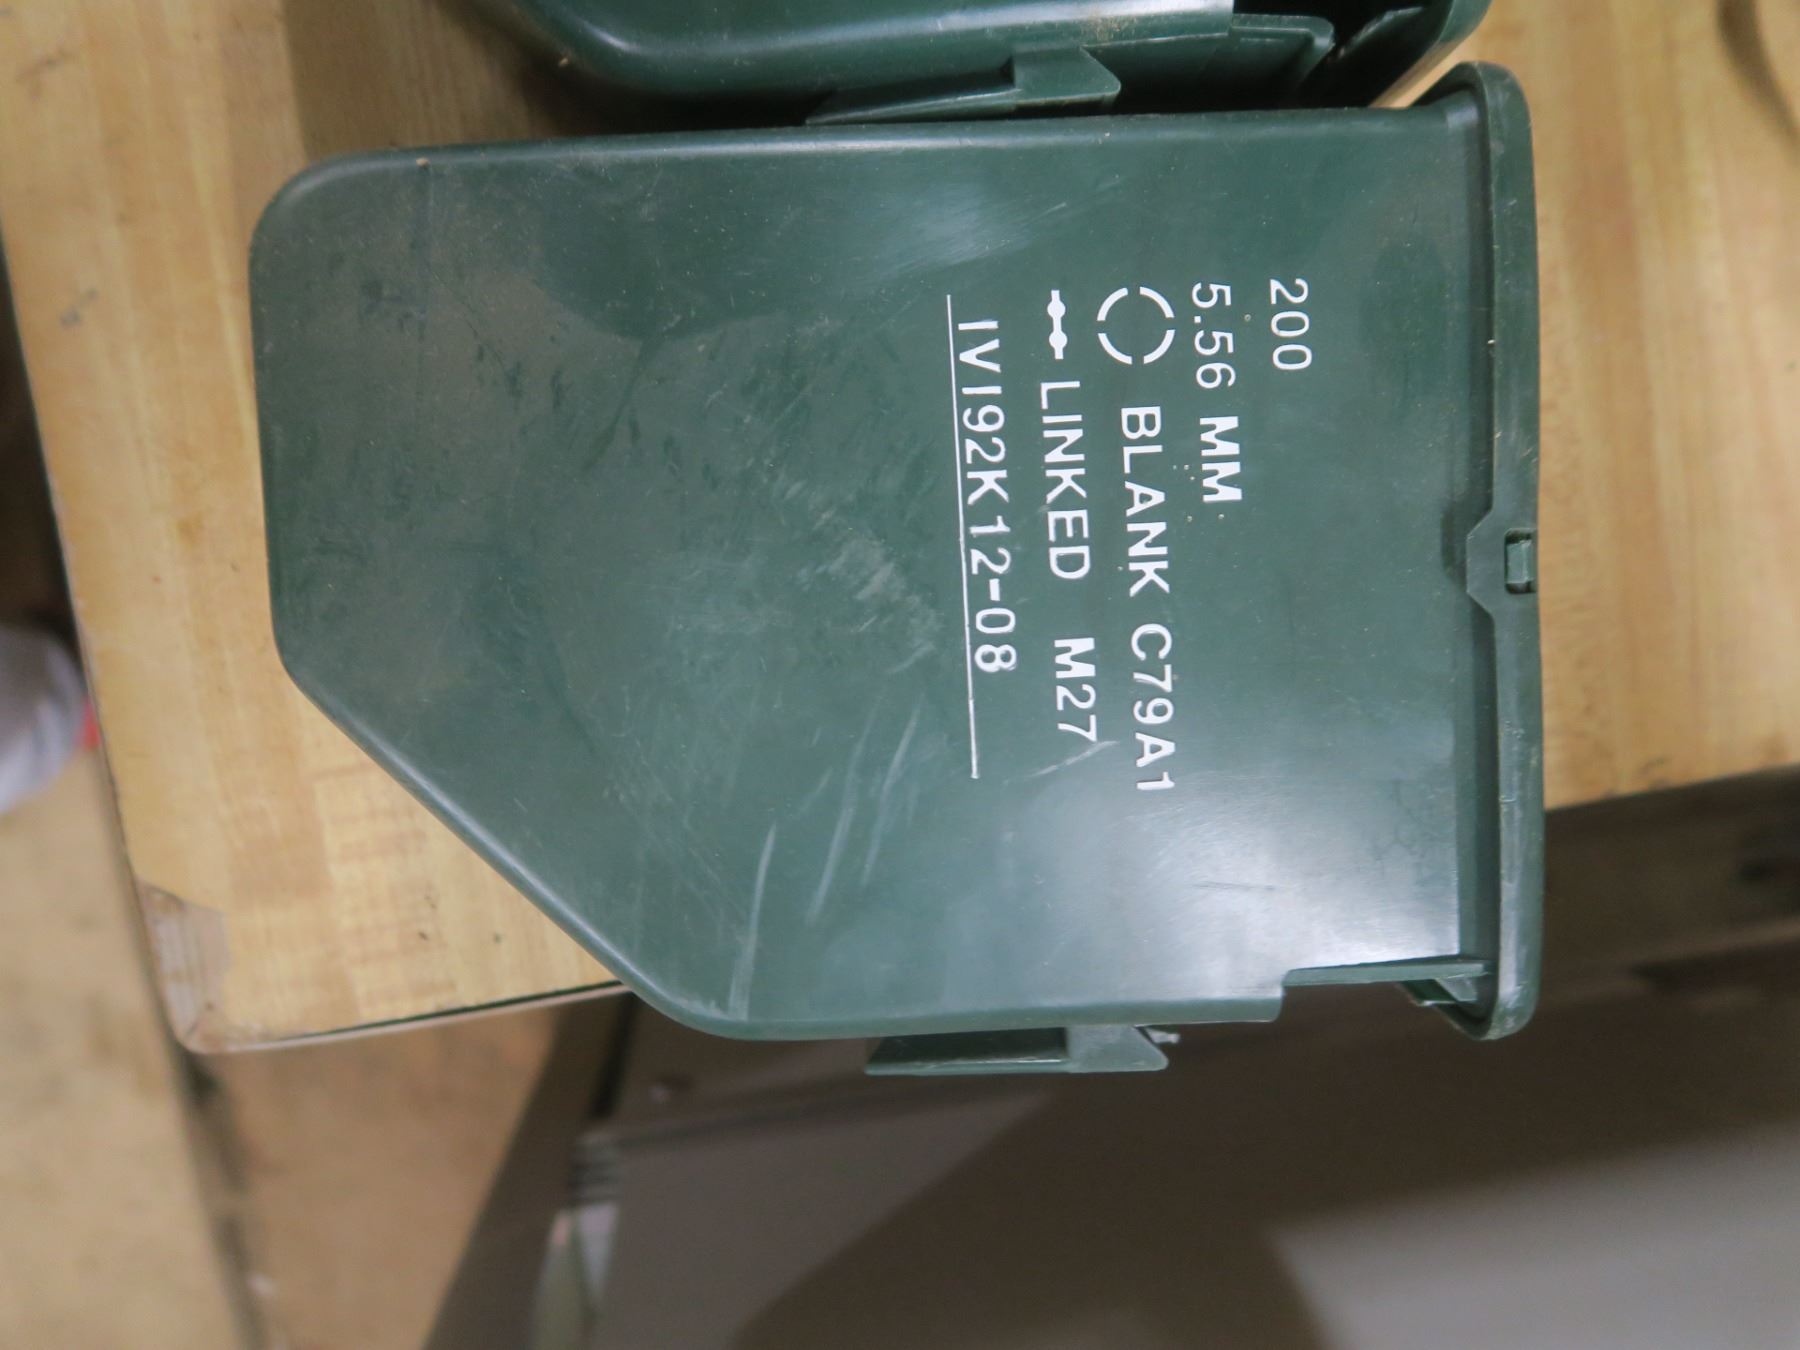 200
5.56 MM
BLANK C79A1
LINKED M27
IVI92K12-08